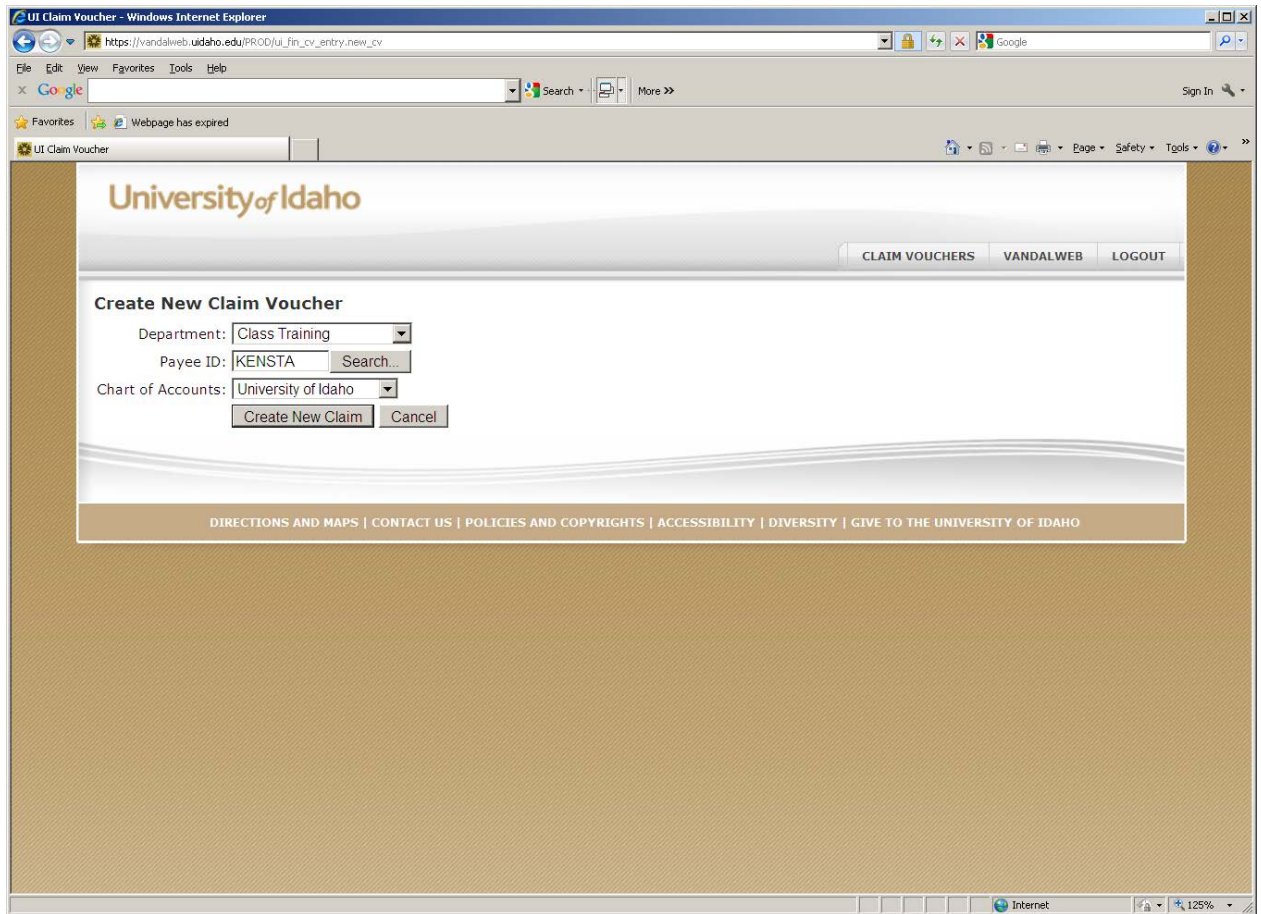 UI Claim Voucher - Windows Internet Explorer
https://vandalweb.uidaho.edu/PROD/ui_fin_cv_entry.new_cv
Google
File Edit View Favorites Tools Help
x Google Search More >> Sign In
Favorites Webpage has expired
UI Claim Voucher Page Safety Tools >>
University of Idaho
CLAIM VOUCHERS VANDALWEB LOGOUT
Create New Claim Voucher
Department: Class Training
Payee ID: KENSTA Search...
Chart of Accounts: University of Idaho
Create New Claim Cancel
DIRECTIONS AND MAPS | CONTACT US | POLICIES AND COPYRIGHTS | ACCESSIBILITY | DIVERSITY | GIVE TO THE UNIVERSITY OF IDAHO
Internet 125%